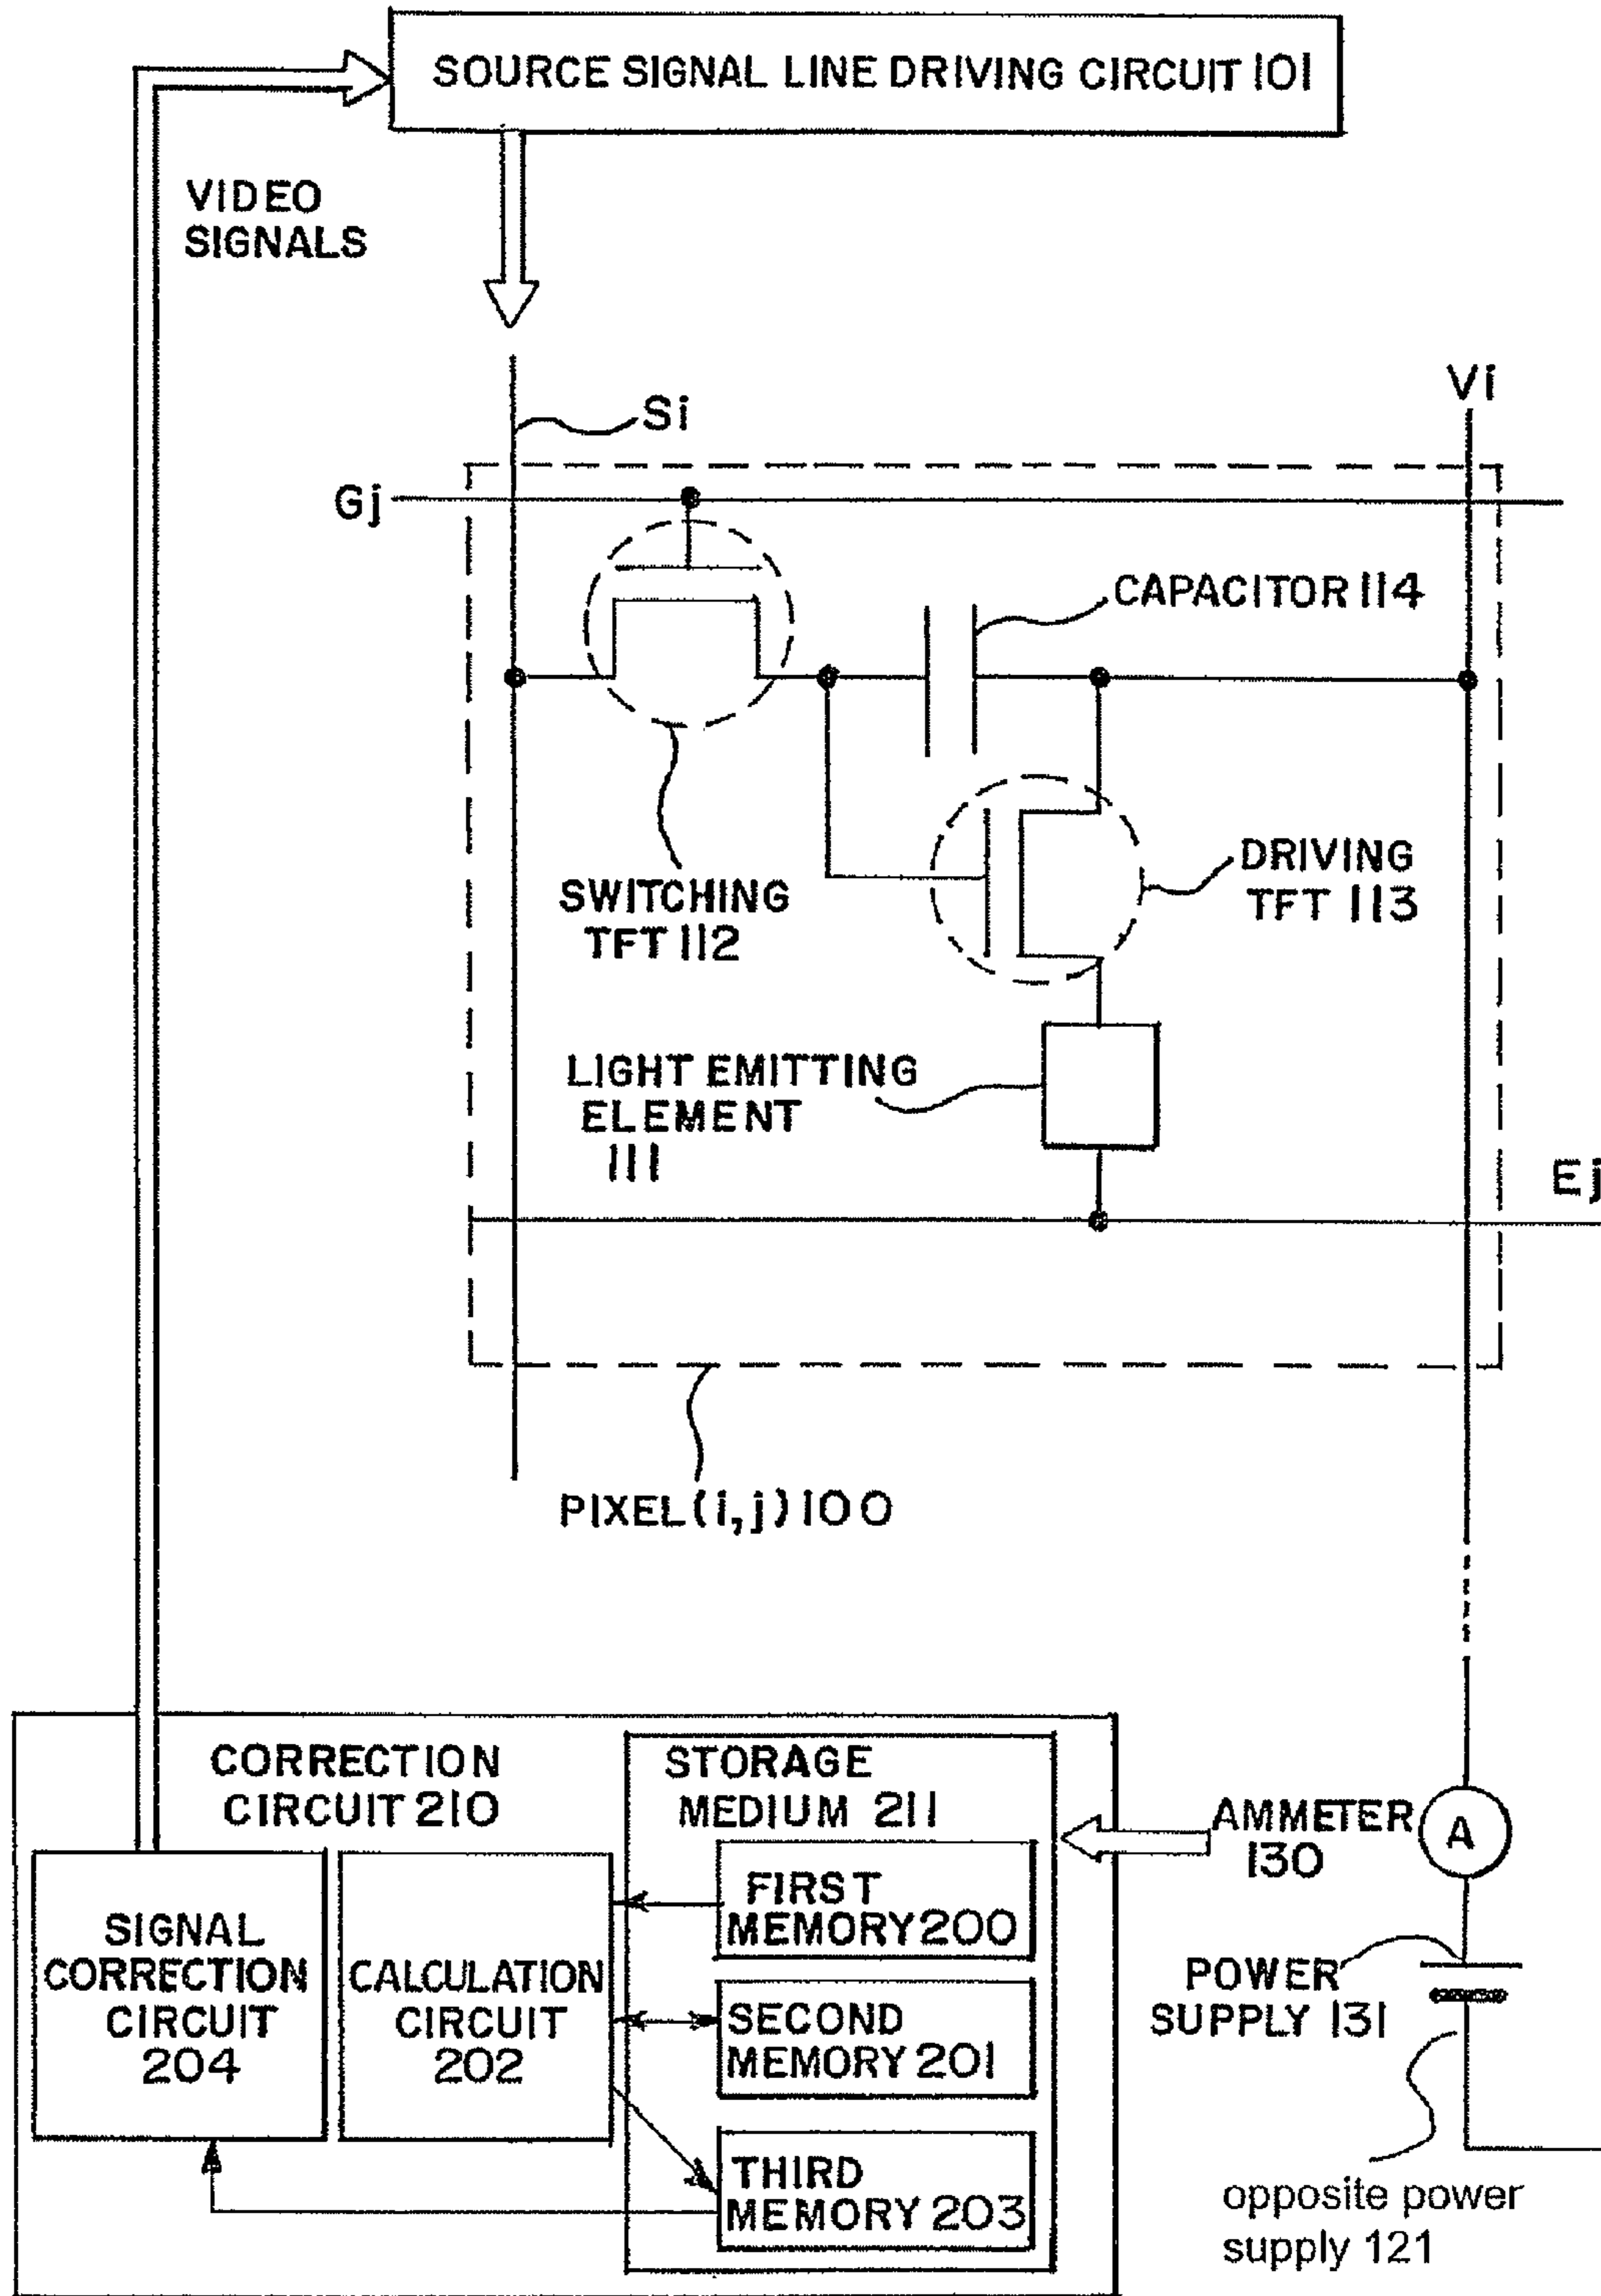 SOURCE SIGNAL LINE DRIVING CIRCUIT 101
VIDEO
SIGNALS
Vi
Si
Gj
CAPACITOR 114
DRIVING
TFT 113
SWITCHING
TFT 112
LIGHT EMITTING
ELEMENT
111
Ej
PIXEL (i,j) 100
CORRECTION
CIRCUIT 210
STORAGE
MEDIUM 211
AMMETER
130
A
FIRST
MEMORY 200
SIGNAL
CORRECTION
CIRCUIT
204
CALCULATION
CIRCUIT
202
SECOND
MEMORY 201
POWER
SUPPLY 131
THIRD
MEMORY 203
opposite power
supply 121